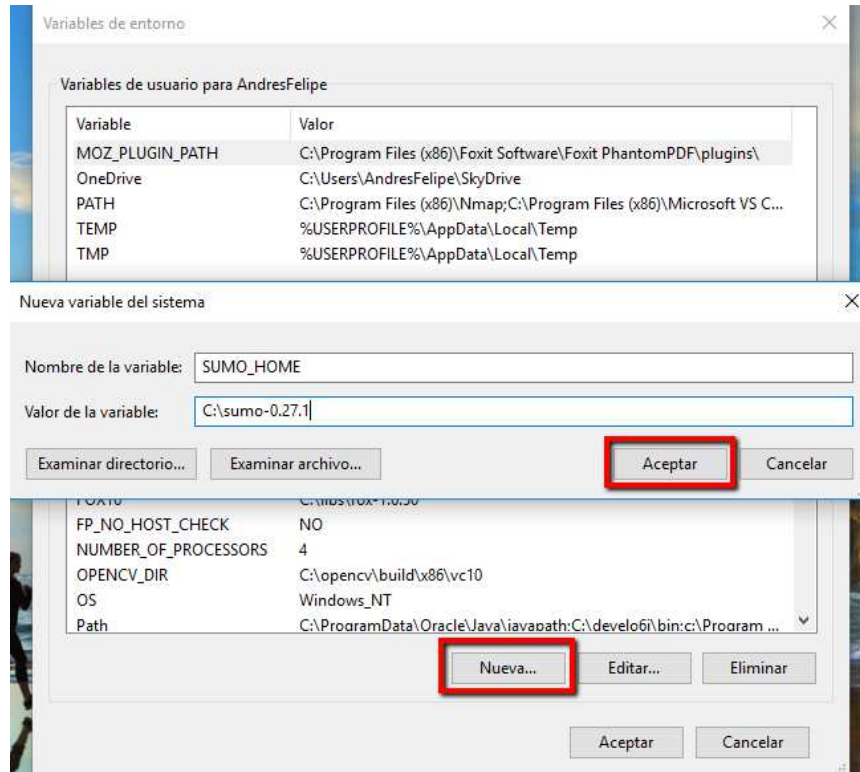 Variables de entorno
Variables de usuario para AndresFelipe
Variable Valor
MOZ_PLUGIN_PATH C:\Program Files (x86)\Foxit Software\Foxit PhantomPDF\plugins\
OneDrive C:\Users\AndresFelipe\SkyDrive
PATH C:\Program Files (x86)\Nmap;C:\Program Files (x86)\Microsoft VS C...
TEMP %USERPROFILE%\AppData\Local\Temp
TMP %USERPROFILE%\AppData\Local\Temp
Nueva variable del sistema
Nombre de la variable: SUMO_HOME
Valor de la variable: C:\sumo-0.27.1
Examinar directorio... Examinar archivo... Aceptar Cancelar
FP_NO_HOST_CHECK NO
NUMBER_OF_PROCESSORS 4
OPENCV_DIR C:\opencv\build\x86\vc10
OS Windows_NT
Path C:\ProgramData\Oracle\Java\javapath;C:\develo6i\bin;c:\Program ...
Nueva... Editar... Eliminar
Aceptar Cancelar